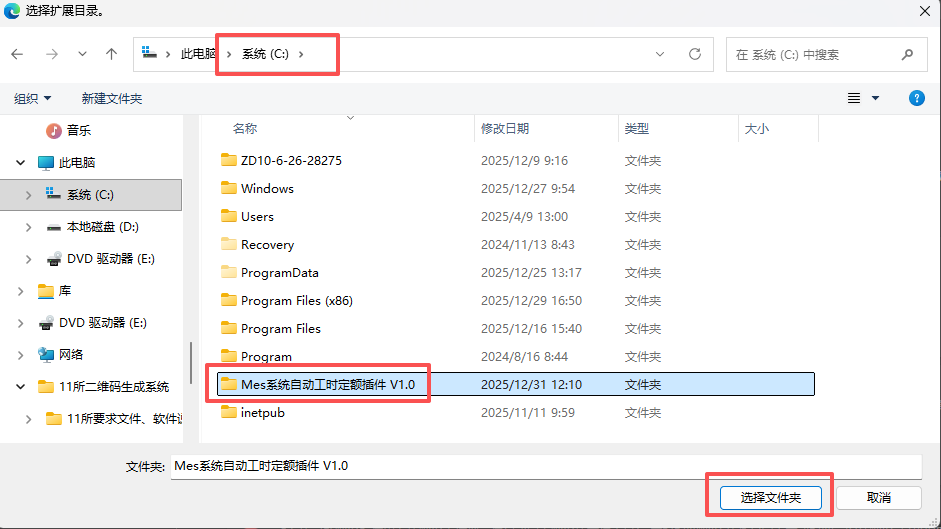 选择扩展目录。
此电脑 系统 (C:)
在 系统 (C:) 中搜索
组织 新建文件夹
名称 修改日期 类型 大小
音乐
此电脑
系统 (C:)
本地磁盘 (D:)
DVD 驱动器 (E:)
库
DVD 驱动器 (E:)
网络
11所二维码生成系统
11所要求文件、软件
ZD10-6-26-28275 2025/12/9 9:16 文件夹
Windows 2025/12/27 9:54 文件夹
Users 2025/4/9 13:00 文件夹
Recovery 2024/11/13 8:43 文件夹
ProgramData 2025/12/25 13:17 文件夹
Program Files (x86) 2025/12/29 16:50 文件夹
Program Files 2025/12/16 15:40 文件夹
Program 2024/8/16 8:44 文件夹
Mes系统自动工时定额插件 V1.0 2025/12/31 12:10 文件夹
inetpub 2025/11/11 9:59 文件夹
文件夹: Mes系统自动工时定额插件 V1.0
选择文件夹 取消